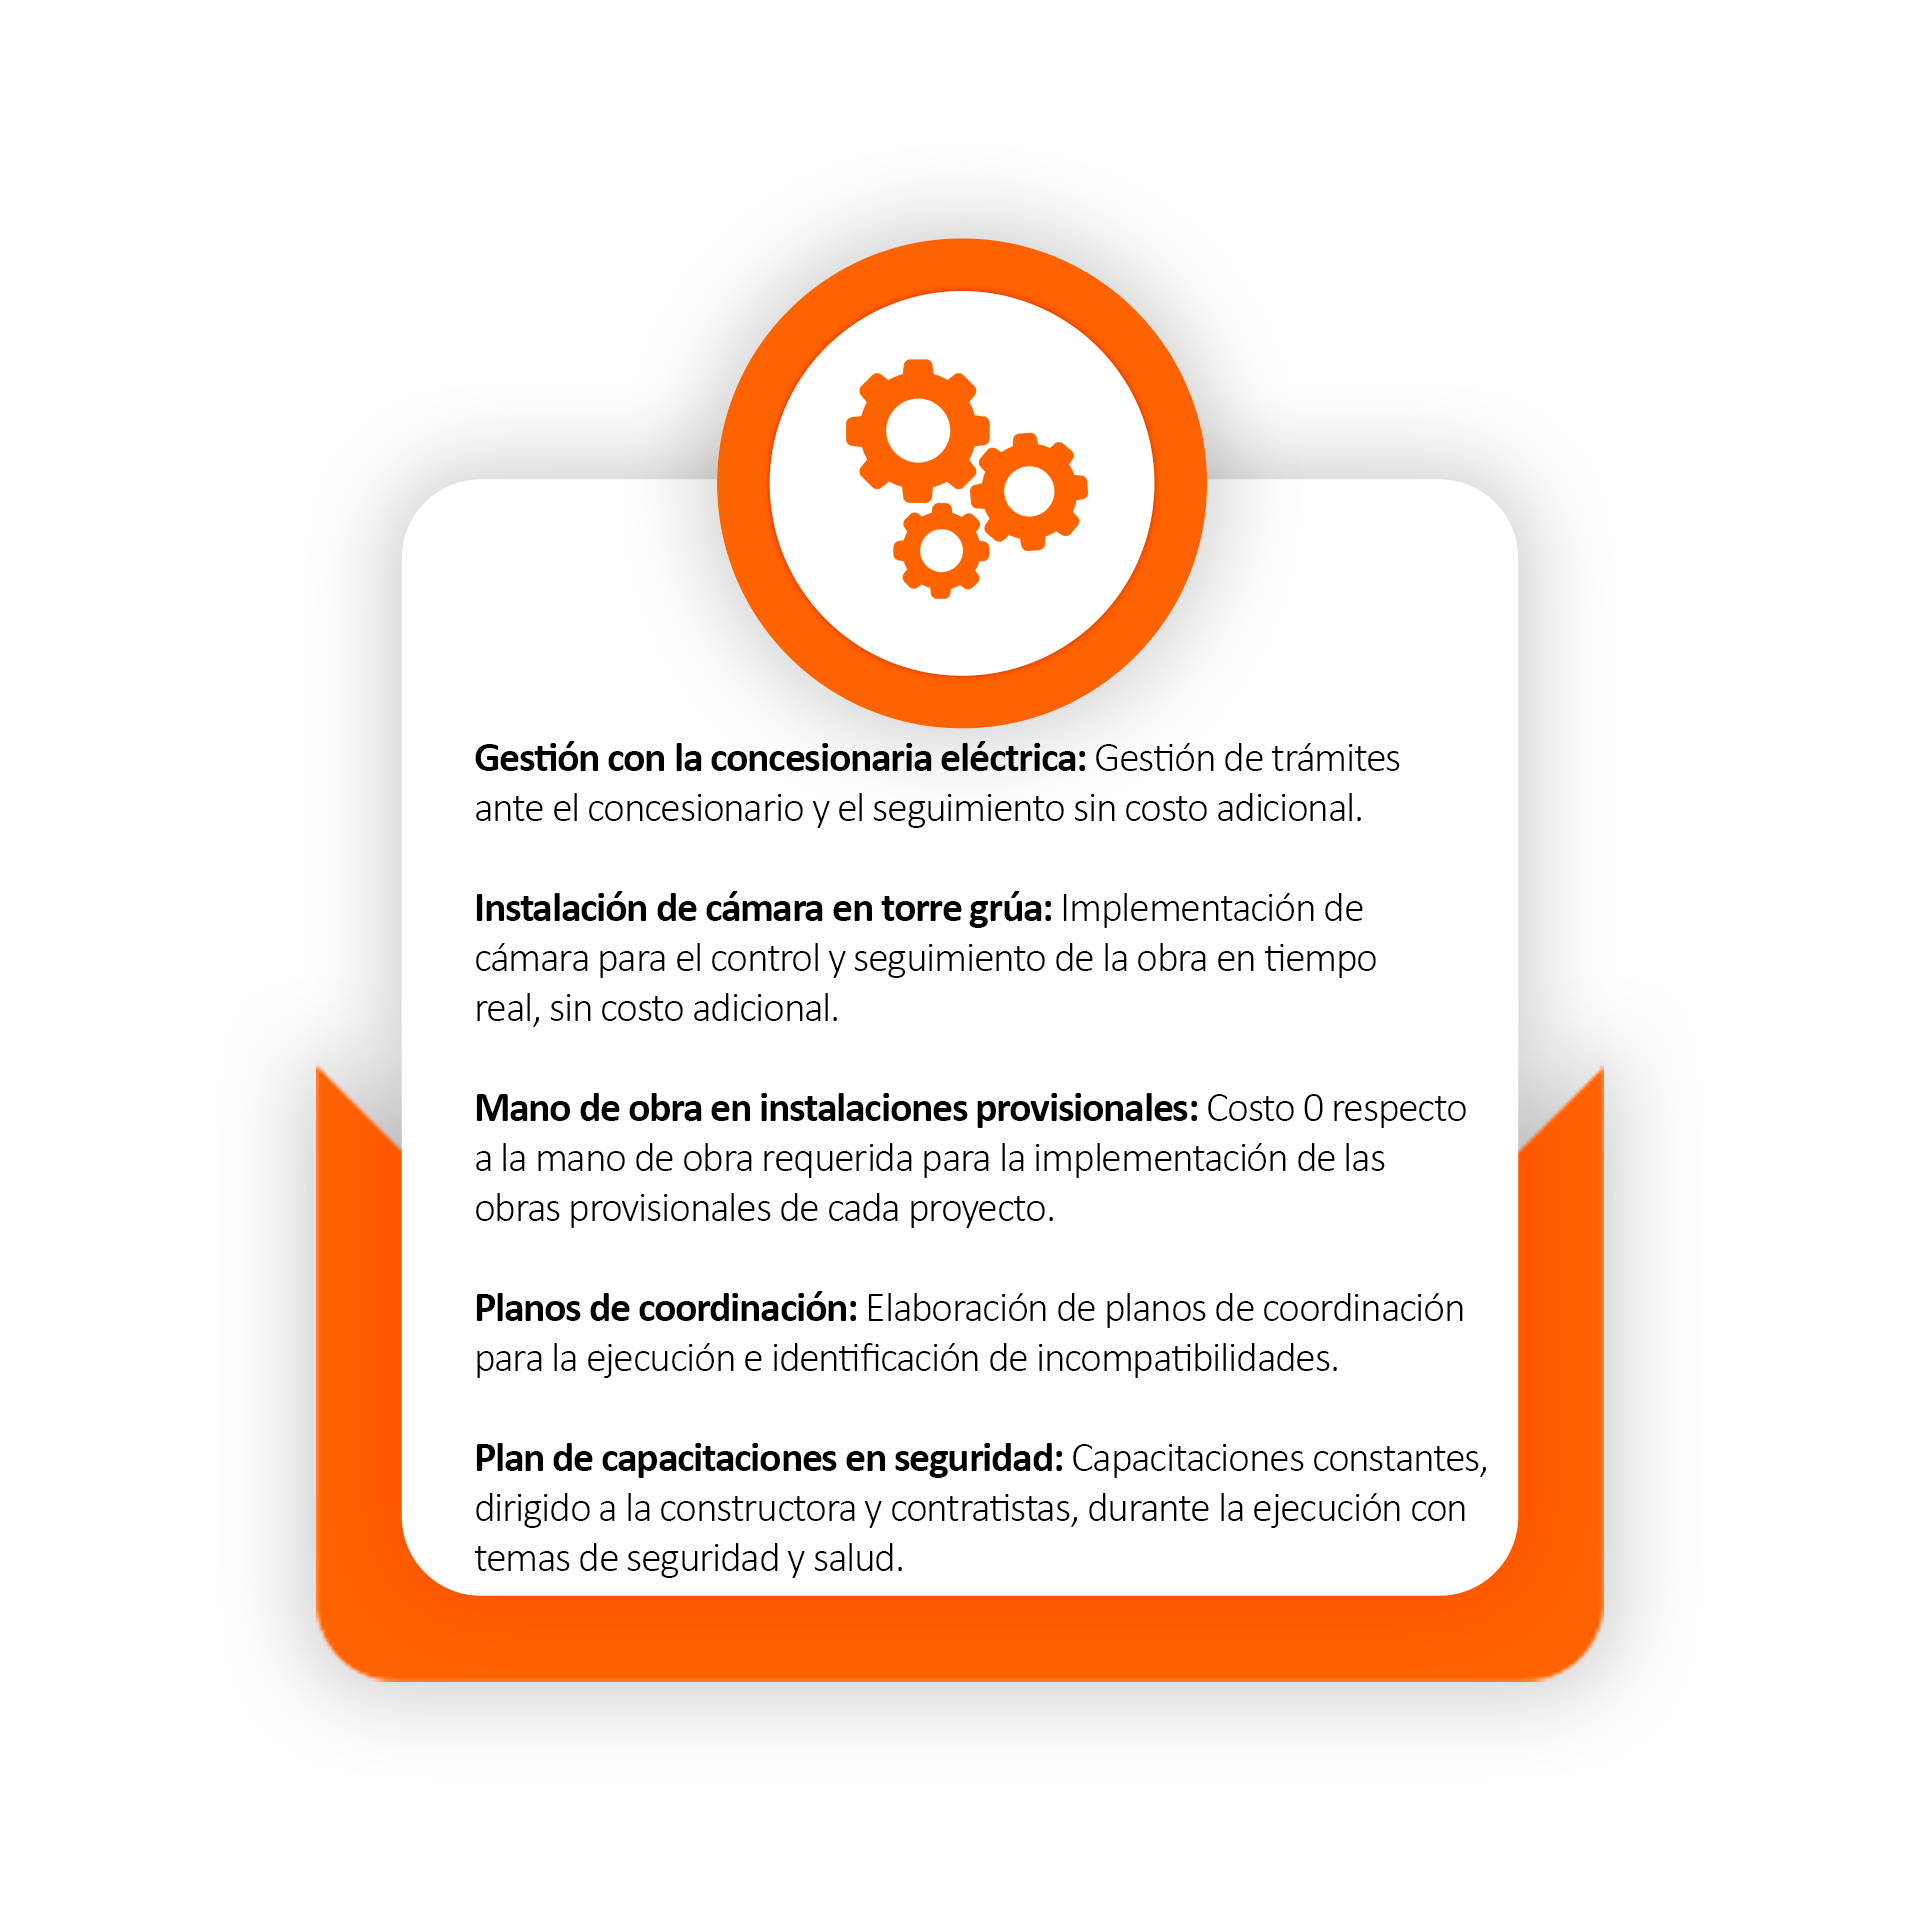 Gestión con la concesionaria eléctrica: Gestión de trámites
ante el concesionario y el seguimiento sin costo adicional.
Instalación de cámara en torre grúa: Implementación de
cámara para el control y seguimiento de la obra en tiempo
real, sin costo adicional.
Mano de obra en instalaciones provisionales: Costo 0 respecto
a la mano de obra requerida para la implementación de las
obras provisionales de cada proyecto.
Planos de coordinación: Elaboración de planos de coordinación
para la ejecución e identificación de incompatibilidades.
Plan de capacitaciones en seguridad: Capacitaciones constantes,
dirigido a la constructora y contratistas, durante la ejecución con
temas de seguridad y salud.